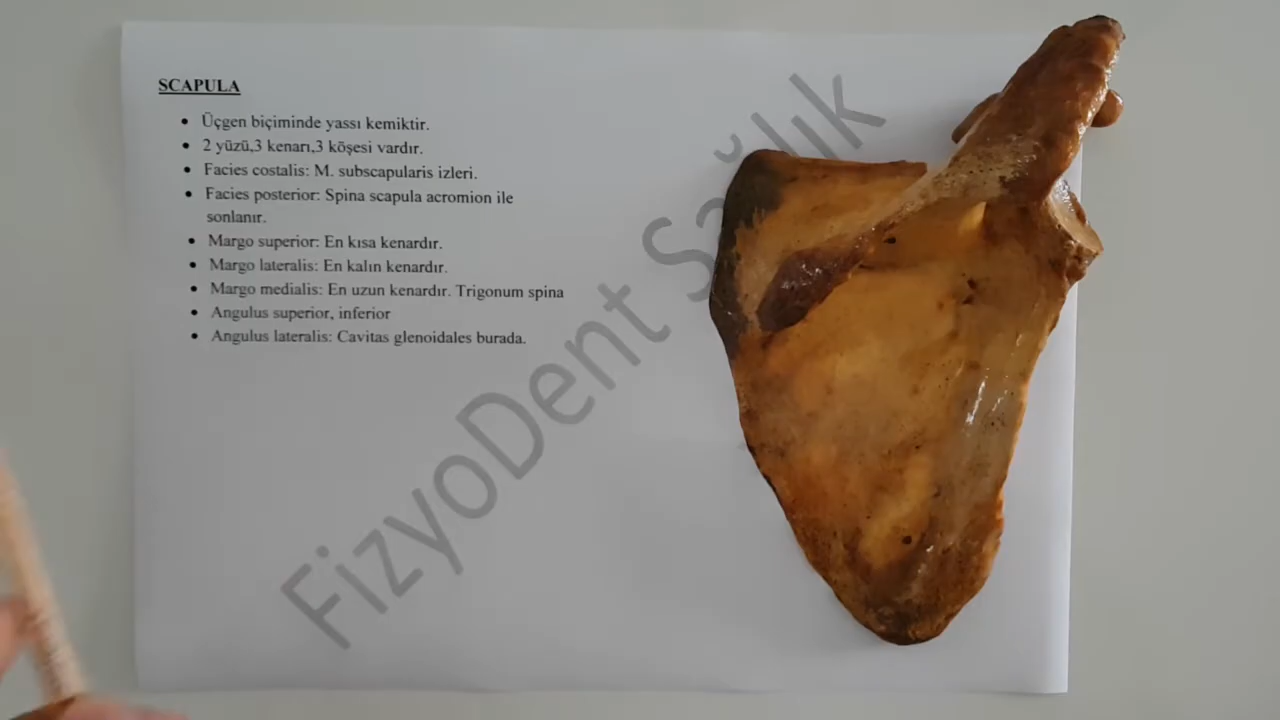 SCAPULA
• Üçgen biçiminde yassı kemiktir.
• 2 yüzü,3 kenarı,3 köşesi vardır.
• Facies costalis: M. subscapularis izleri.
• Facies posterior: Spina scapula acromion ile
sonlanır.
• Margo superior: En kısa kenardır.
• Margo lateralis: En kalın kenardır.
• Margo medialis: En uzun kenardır. Trigonum spina
• Angulus superior, inferior
• Angulus lateralis: Cavitas glenoidales burada.
FizyoDent Sağlık